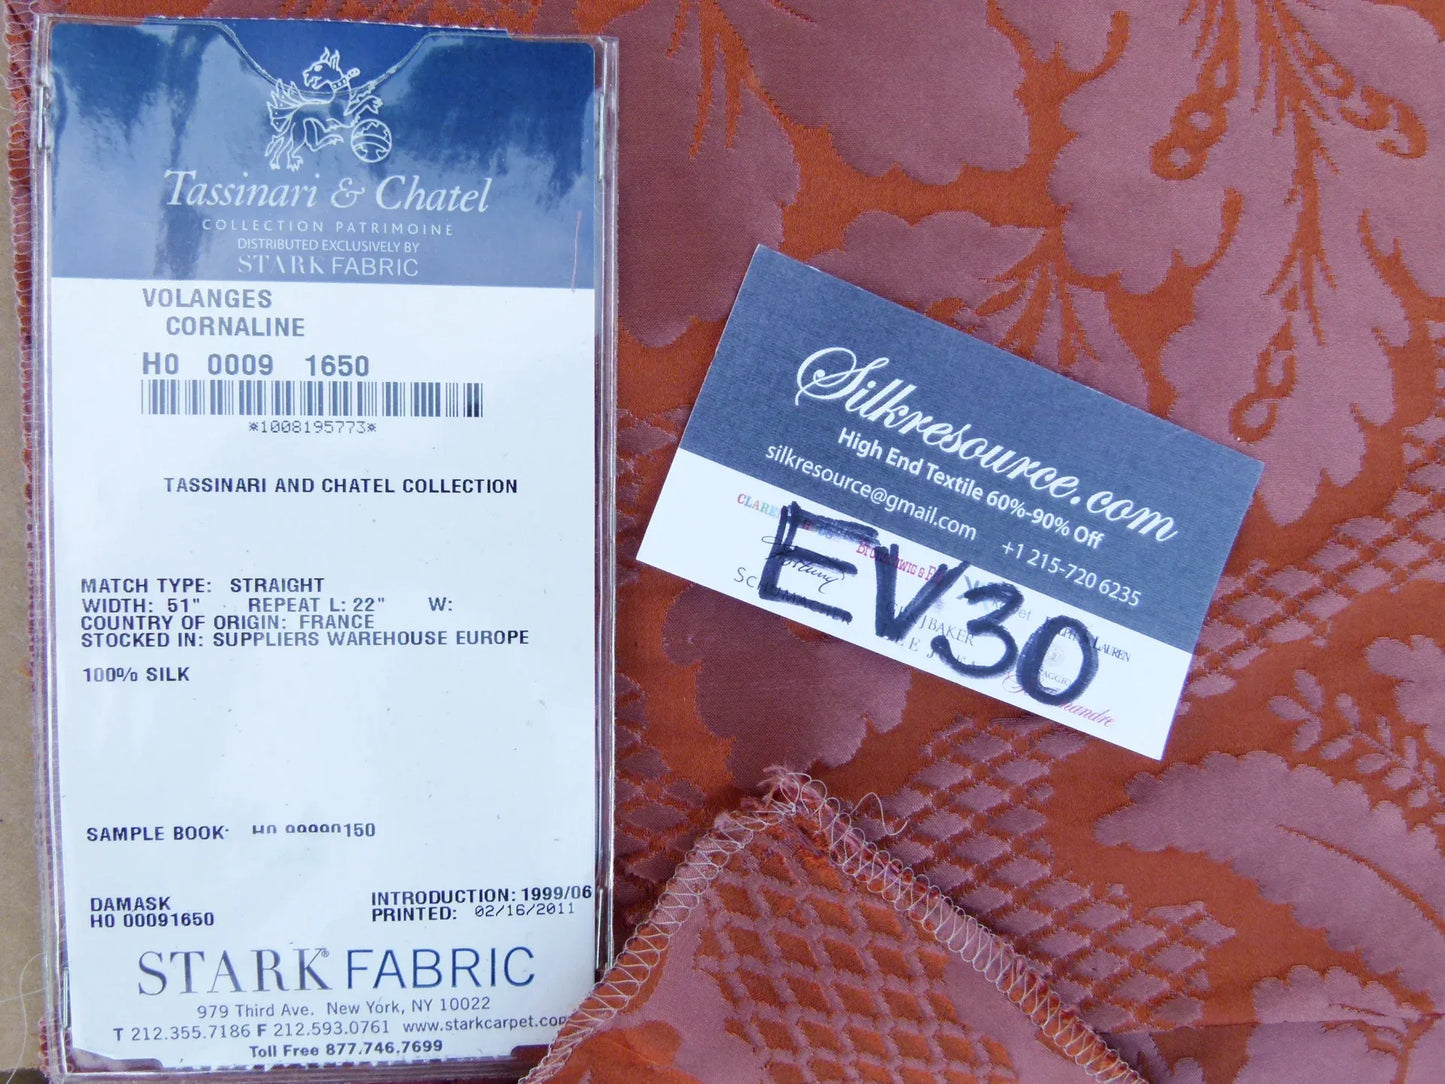 Tassinari & Chatel
COLLECTION PATRIMOINE
DISTRIBUTED EXCLUSIVELY BY
STARK FABRIC
VOLANGES
CORNALINE
H0 0009 1650
*1008195773*
TASSINARI AND CHATEL COLLECTION
MATCH TYPE: STRAIGHT
WIDTH: 51" REPEAT L: 22" W:
COUNTRY OF ORIGIN: FRANCE
STOCKED IN: SUPPLIERS WAREHOUSE EUROPE
100% SILK
SAMPLE BOOK:
DAMASK
H0 00091650
INTRODUCTION: 1999/06
PRINTED: 02/16/2011
STARK® FABRIC
979 Third Ave. New York, NY 10022
T 212.355.7186 F 212.593.0761 www.starkcarpet.com
Toll Free 877.746.7699
Silkresource.com
High End Textile 60%-90% Off
silkresource@gmail.com +1 215-720 6235
EV30
BAKER
LAUREN